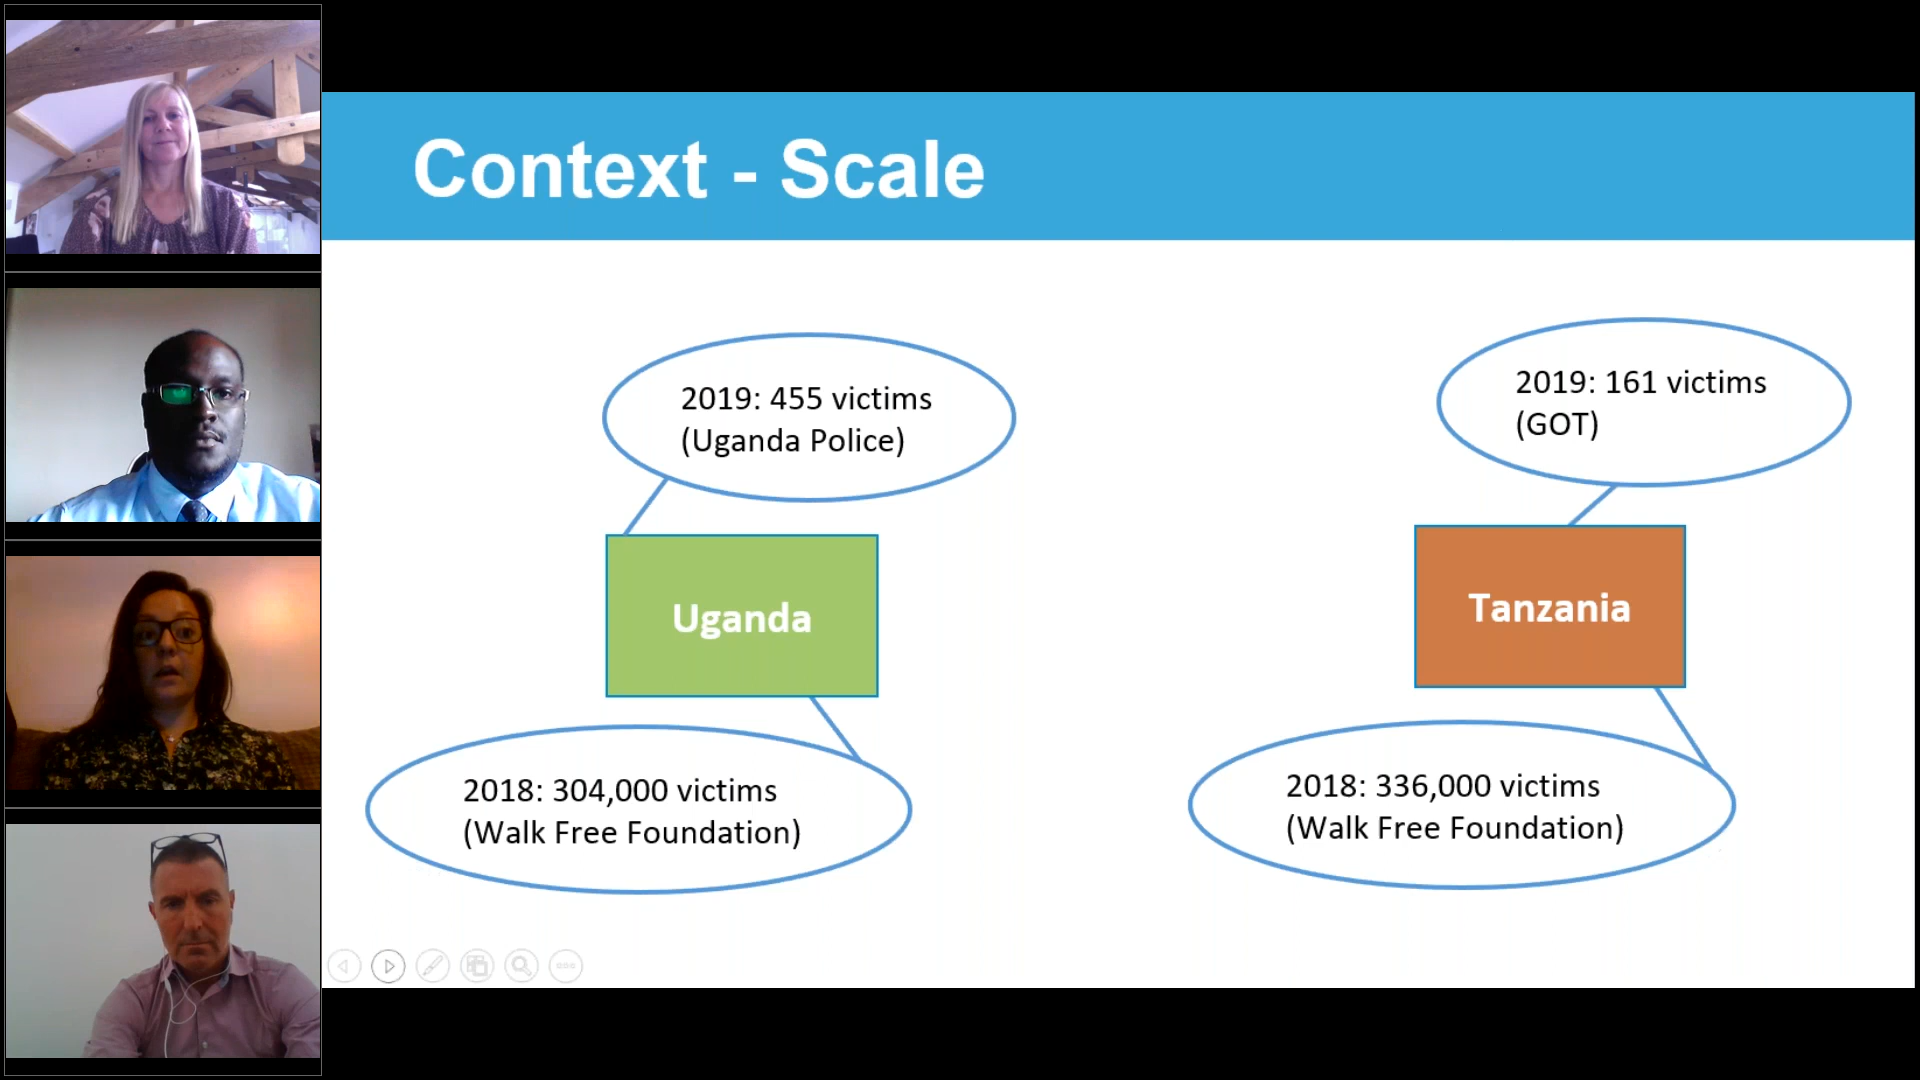 Context - Scale
2019: 455 victims
(Uganda Police)
2019: 161 victims
(GOT)
Uganda
Tanzania
2018: 304,000 victims
(Walk Free Foundation)
2018: 336,000 victims
(Walk Free Foundation)